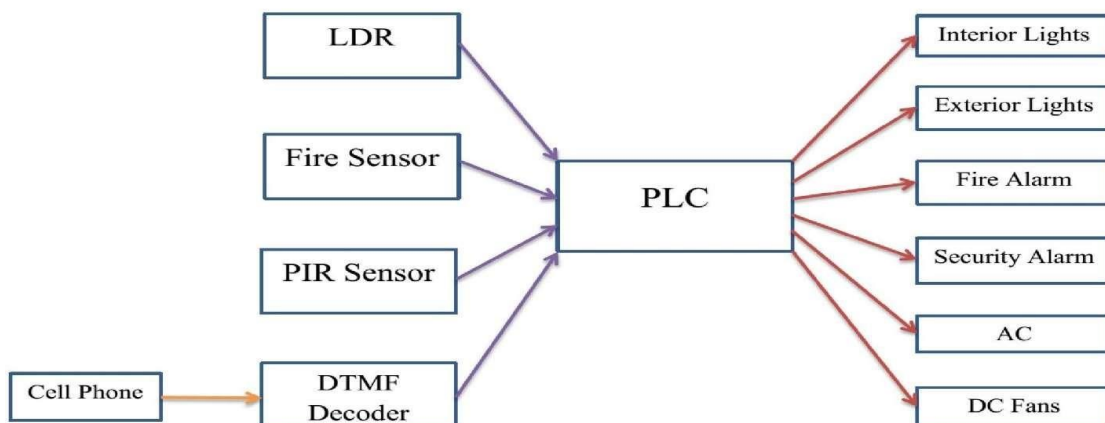 LDR
Fire Sensor
PIR Sensor
Cell Phone
DTMF
Decoder
PLC
Interior Lights
Exterior Lights
Fire Alarm
Security Alarm
AC
DC Fans